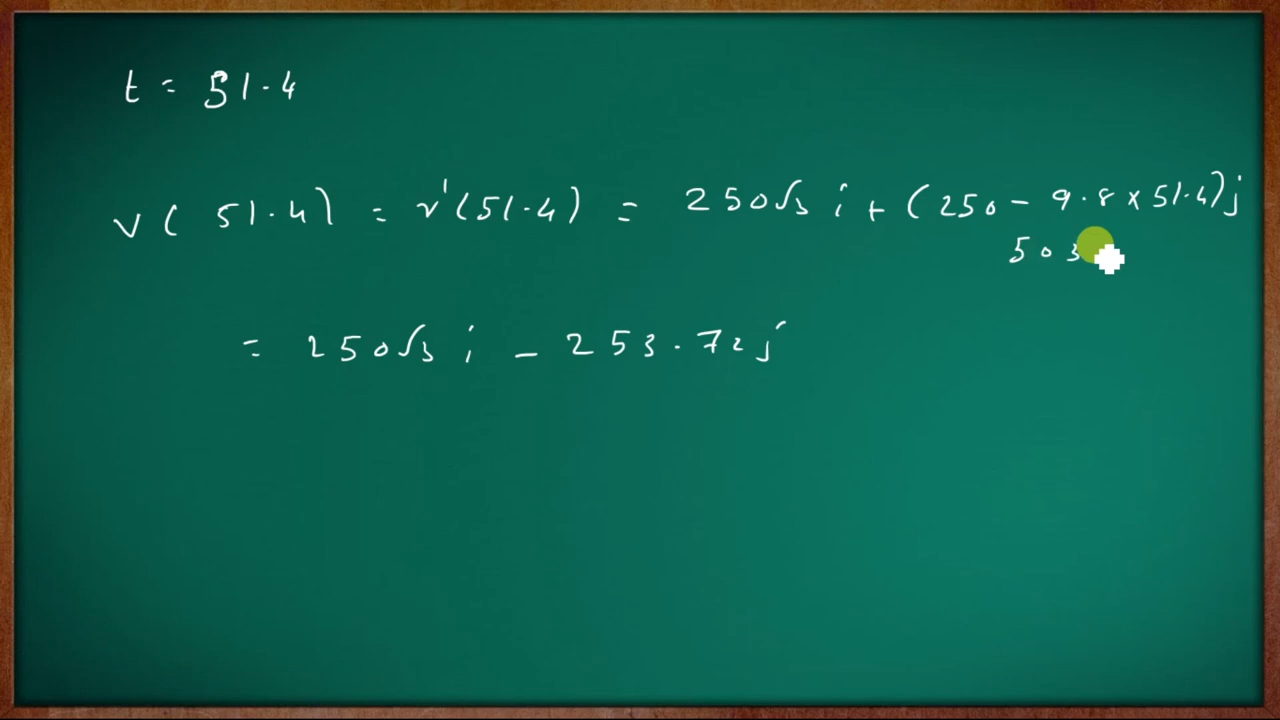 t = 51.4
v ( 51.4 ) = r'(51.4) = 250√3 i + (250 - 9.8 × 51.4) j
503
= 250√3 i - 253.72 j